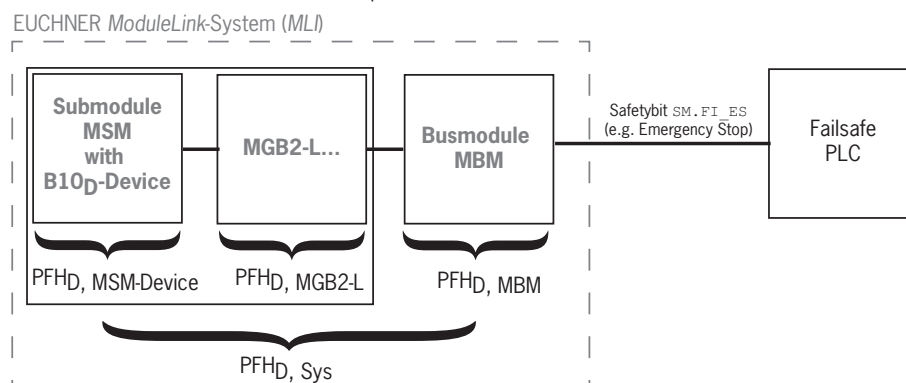 EUCHNER ModuleLink-System (MLI)
Submodule
MSM
with
B10D-Device
MGB2-L...
Busmodule
MBM
Safetybit SM.FI_ES
(e.g. Emergency Stop)
Failsafe
PLC
PFHD, MSM-Device
PFHD, MGB2-L
PFHD, MBM
PFHD, Sys